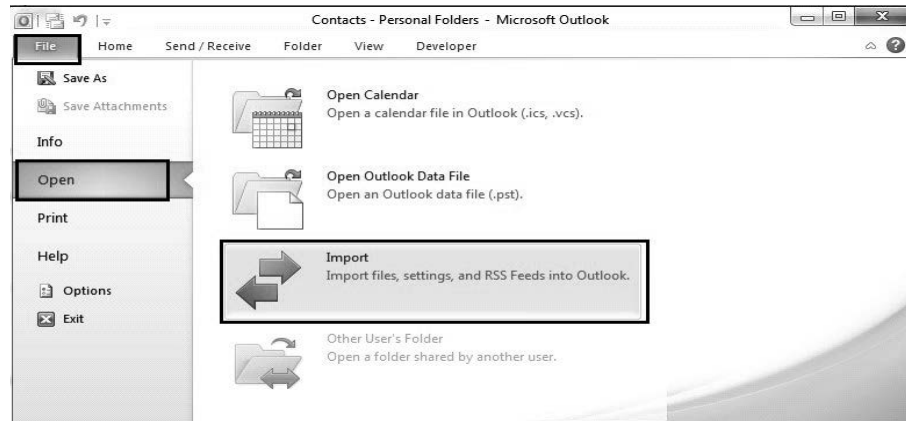 Contacts - Personal Folders - Microsoft Outlook
File Home Send / Receive Folder View Developer
Save As
Save Attachments
Info
Open
Print
Help
Options
Exit
Open Calendar
Open a calendar file in Outlook (.ics, .vcs).
Open Outlook Data File
Open an Outlook data file (.pst).
Import
Import files, settings, and RSS Feeds into Outlook.
Other User's Folder
Open a folder shared by another user.